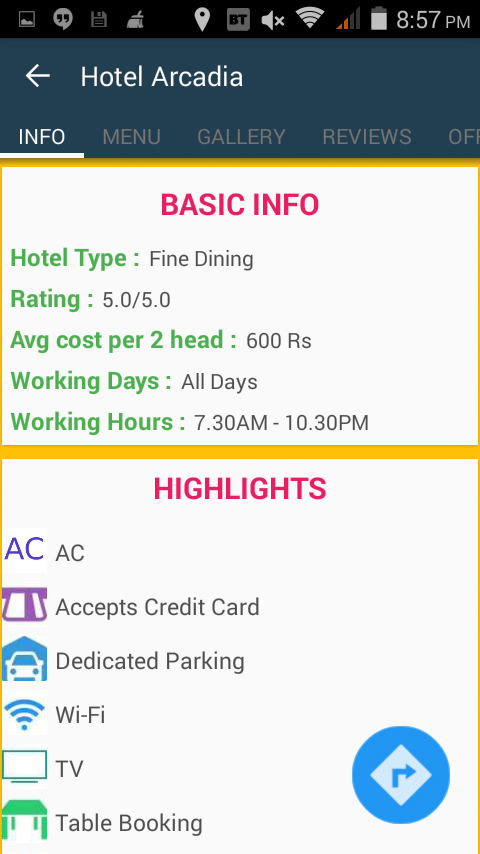 BT
8:57 PM
Hotel Arcadia
INFO MENU GALLERY REVIEWS OF
BASIC INFO
Hotel Type : Fine Dining
Rating : 5.0/5.0
Avg cost per 2 head : 600 Rs
Working Days : All Days
Working Hours : 7.30AM - 10.30PM
HIGHLIGHTS
AC AC
Accepts Credit Card
Dedicated Parking
Wi-Fi
TV
Table Booking